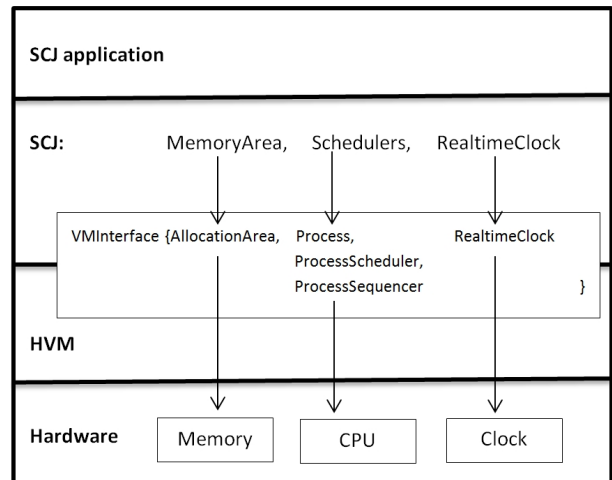 SCJ application
SCJ: MemoryArea, Schedulers, RealtimeClock
VMInterface {AllocationArea, Process, RealtimeClock
ProcessScheduler,
ProcessSequencer }
HVM
Hardware Memory CPU Clock